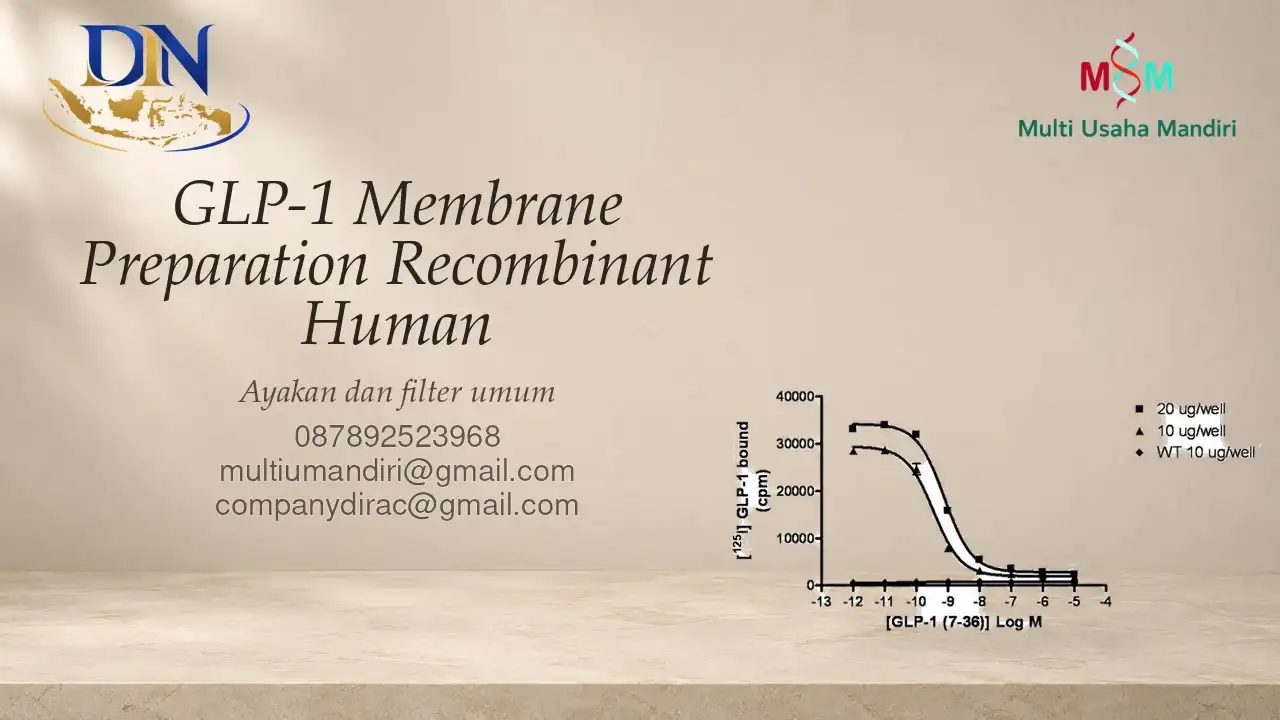 DIN
M M
Multi Usaha Mandiri
GLP-1 Membrane
Preparation Recombinant
Human
Ayakan dan filter umum
087892523968
multiumandiri@gmail.com
companydirac@gmail.com
[¹²⁵I] GLP-1 bound
(cpm)
40000
30000
20000
10000
0
-13 -12 -11 -10 -9 -8 -7 -6 -5 -4
[GLP-1 (7-36)] Log M
20 ug/well
10 ug/well
WT 10 ug/well